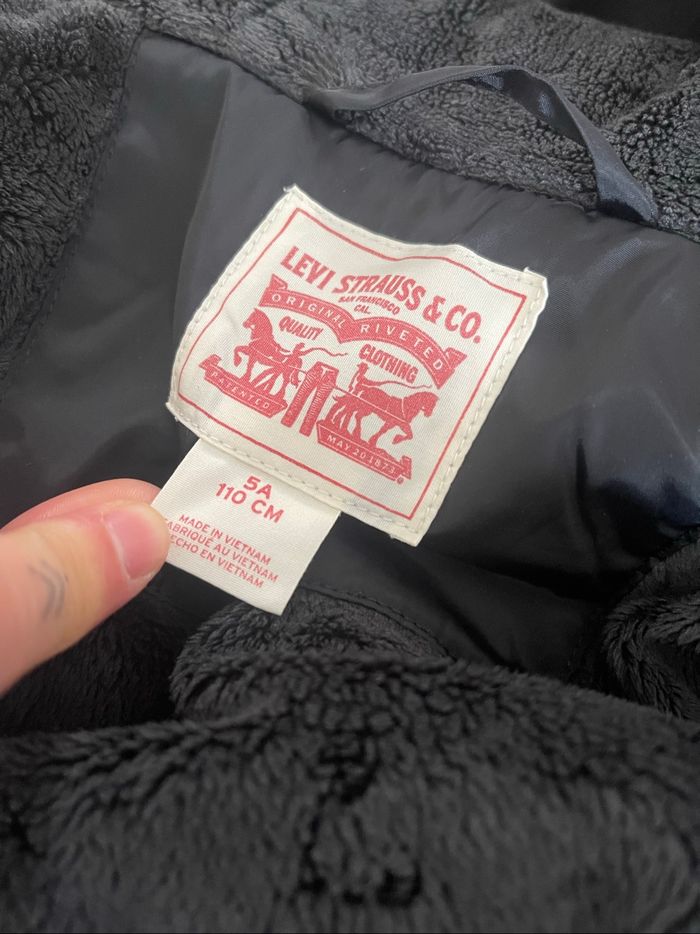 LEVI STRAUSS & CO.
SAN FRANCISCO
CAL.
ORIGINAL RIVETED
QUALITY CLOTHING
PATENTED
MAY 20 1873
®
5A
110 CM
MADE IN VIETNAM
FABRIQUÉ AU VIETNAM
HECHO EN VIETNAM